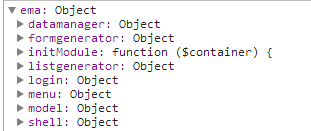 ema: Object
datamanager: Object
formgenerator: Object
initModule: function ($container) {
listgenerator: Object
login: Object
menu: Object
model: Object
shell: Object